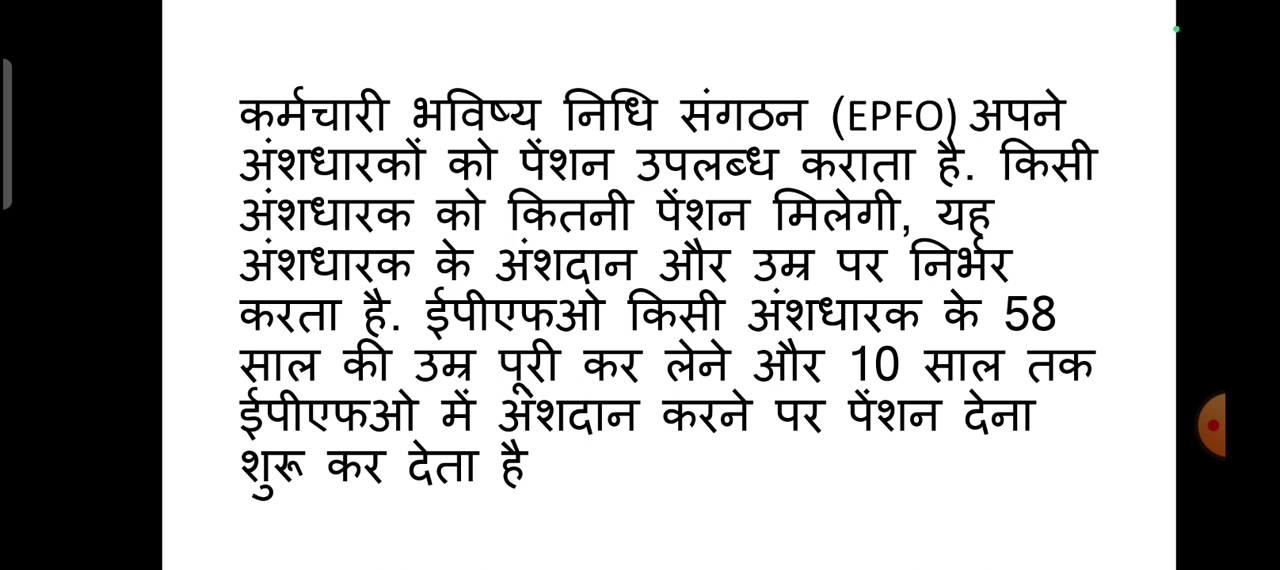 कर्मचारी भविष्य निधि संगठन (EPFO) अपने
अंशधारकों को पेंशन उपलब्ध कराता है. किसी
अंशधारक को कितनी पेंशन मिलेगी, यह
अंशधारक के अंशदान और उम्र पर निर्भर
करता है. ईपीएफओ किसी अंशधारक के 58
साल की उम्र पूरी कर लेने और 10 साल तक
ईपीएफओ में अंशदान करने पर पेंशन देना
शुरू कर देता है